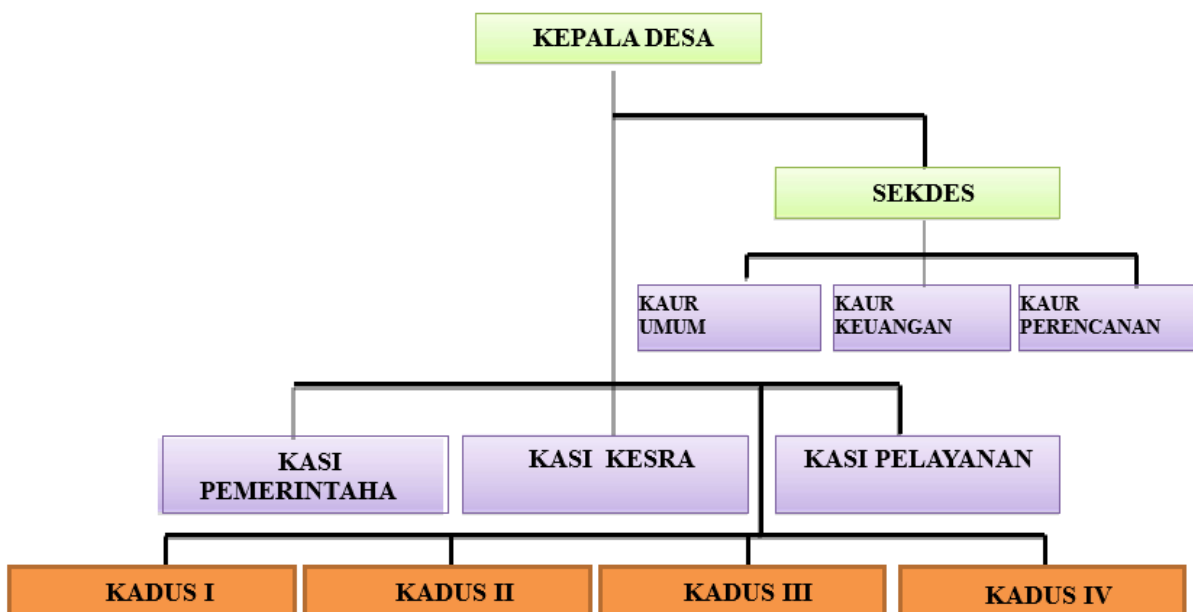 KEPALA DESA
SEKDES
KAUR
UMUM
KAUR
KEUANGAN
KAUR
PERENCANAN
KASI
PEMERINTAHA
KASI KESRA
KASI PELAYANAN
KADUS I
KADUS II
KADUS III
KADUS IV